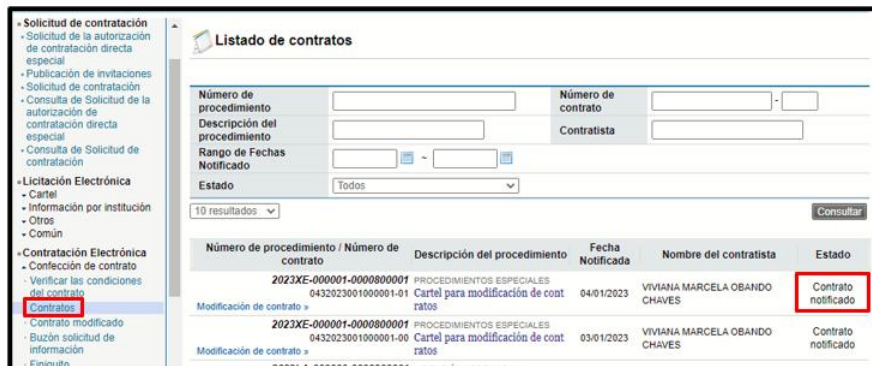 Solicitud de contratación
Solicitud de la autorización
de contratación directa
especial
Publicación de invitaciones
Solicitud de contratación
Consulta de Solicitud de la
autorización de
contratación directa
especial
Consulta de Solicitud de
contratación
Licitación Electrónica
Cartel
Información por institución
Otros
Común
Contratación Electrónica
Confección de contrato
Verificar las condiciones
del contrato
Contratos
Contrato modificado
Buzón solicitud de
información
Finiquito
Listado de contratos
Número de
procedimiento
Número de
contrato
-
Descripción del
procedimiento
Contratista
Rango de Fechas
Notificado
~
Estado
Todos
10 resultados
Consultar
Número de procedimiento / Número de
contrato
Descripción del procedimiento
Fecha
Notificada
Nombre del contratista
Estado
2023XE-000001-0000800001 PROCEDIMIENTOS ESPECIALES
0432023001000001-01 Cartel para modificación de cont
ratos
Modificación de contrato »
04/01/2023
VIVIANA MARCELA OBANDO
CHAVES
Contrato
notificado
2023XE-000001-0000800001 PROCEDIMIENTOS ESPECIALES
0432023001000001-00 Cartel para modificación de cont
ratos
Modificación de contrato »
03/01/2023
VIVIANA MARCELA OBANDO
CHAVES
Contrato
notificado